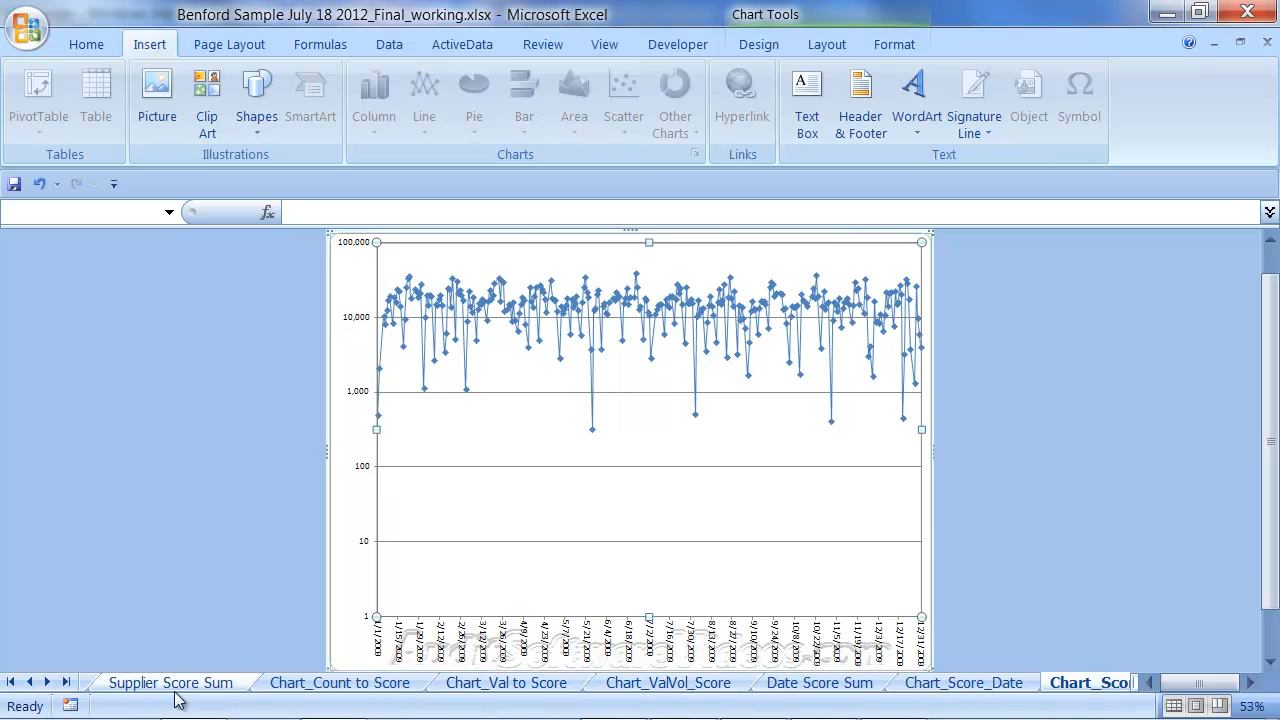 Benford Sample July 18 2012_Final_working.xlsx - Microsoft Excel
Chart Tools
Home Insert Page Layout Formulas Data ActiveData Review View Developer Design Layout Format
PivotTable Table Picture Clip Art Shapes SmartArt Column Line Pie Bar Area Scatter Other Charts Hyperlink Text Box Header & Footer WordArt Signature Line Object Symbol
Tables Illustrations Charts Links Text
fx
100,000
10,000
1,000
100
10
1
Supplier Score Sum Chart_Count to Score Chart_Val to Score Chart_ValVol_Score Date Score Sum Chart_Score_Date Chart_Sco
Ready 53%